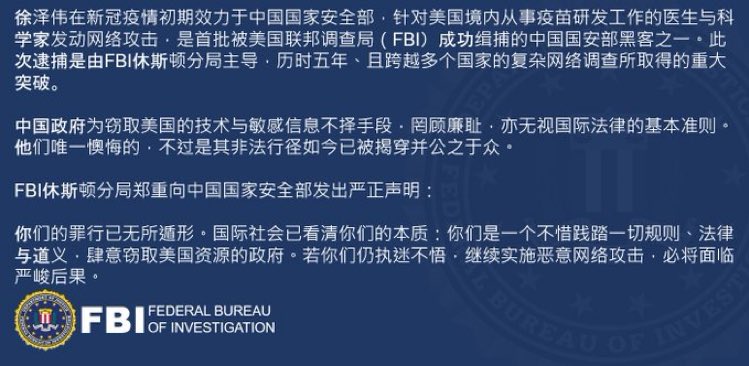 徐泽伟在新冠疫情初期效力于中国国家安全部，针对美国境内从事疫苗研发工作的医生与科
学家发动网络攻击，是首批被美国联邦调查局（FBI）成功缉捕的中国国安部黑客之一。此
次逮捕是由FBI休斯顿分局主导，历时五年、且跨越多个国家的复杂网络调查所取得的重大
突破。
中国政府为窃取美国的技术与敏感信息不择手段，罔顾廉耻，亦无视国际法律的基本准则。
他们唯一懊悔的，不过是其非法行径如今已被揭穿并公之于众。
FBI休斯顿分局郑重向中国国家安全部发出严正声明：
你们的罪行已无所遁形。国际社会已看清你们的本质：你们是一个不惜践踏一切规则、法律
与道义，肆意窃取美国资源的政府。若你们仍执迷不悟，继续实施恶意网络攻击，必将面临
严峻后果。
FBI FEDERAL BUREAU
OF INVESTIGATION